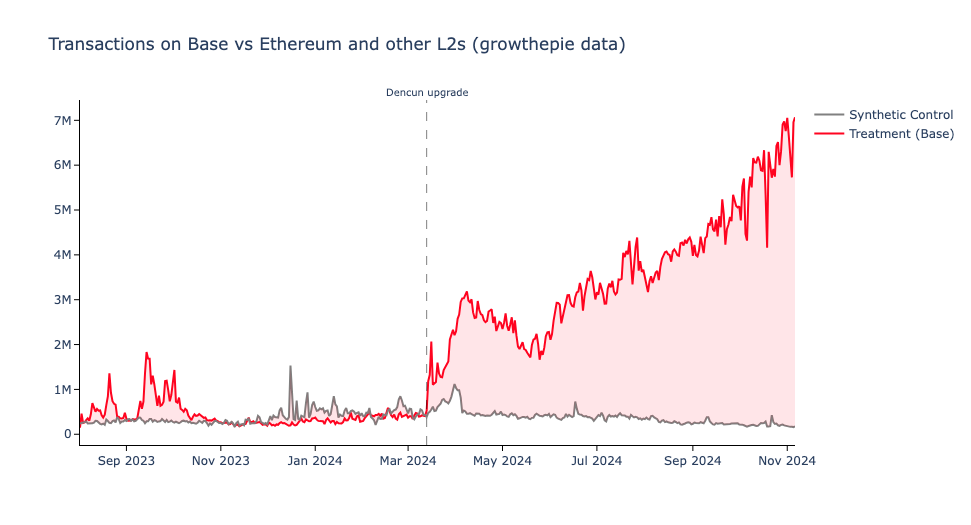 Transactions on Base vs Ethereum and other L2s (growthepie data)
Dencun upgrade
Synthetic Control
Treatment (Base)
7M
6M
5M
4M
3M
2M
1M
0
Sep 2023
Nov 2023
Jan 2024
Mar 2024
May 2024
Jul 2024
Sep 2024
Nov 2024